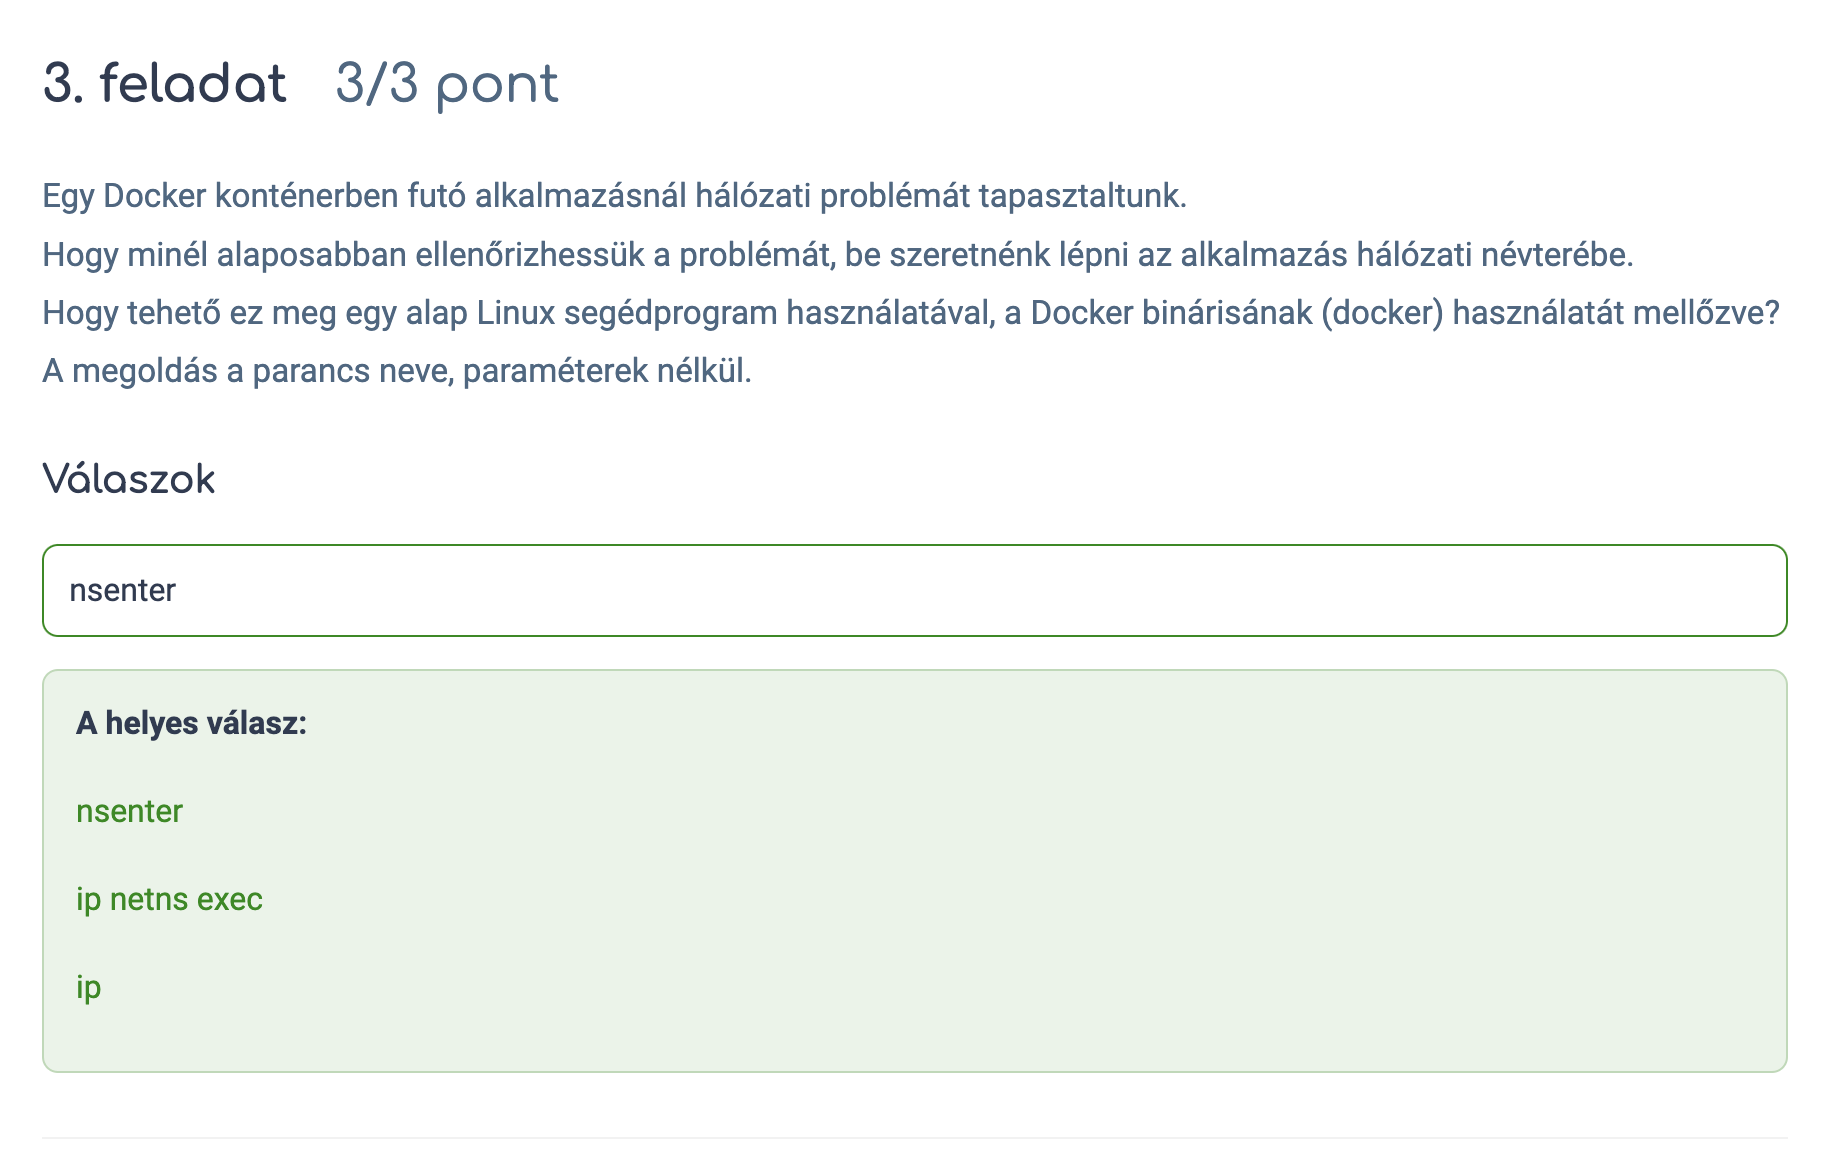 3. feladat 3/3 pont
Egy Docker konténerben futó alkalmazásnál hálózati problémát tapasztaltunk.
Hogy minél alaposabban ellenőrizhessük a problémát, be szeretnénk lépni az alkalmazás hálózati névterébe.
Hogy tehető ez meg egy alap Linux segédprogram használatával, a Docker binárisának (docker) használatát mellőzve?
A megoldás a parancs neve, paraméterek nélkül.
Válaszok
nsenter
A helyes válasz:
nsenter
ip netns exec
ip